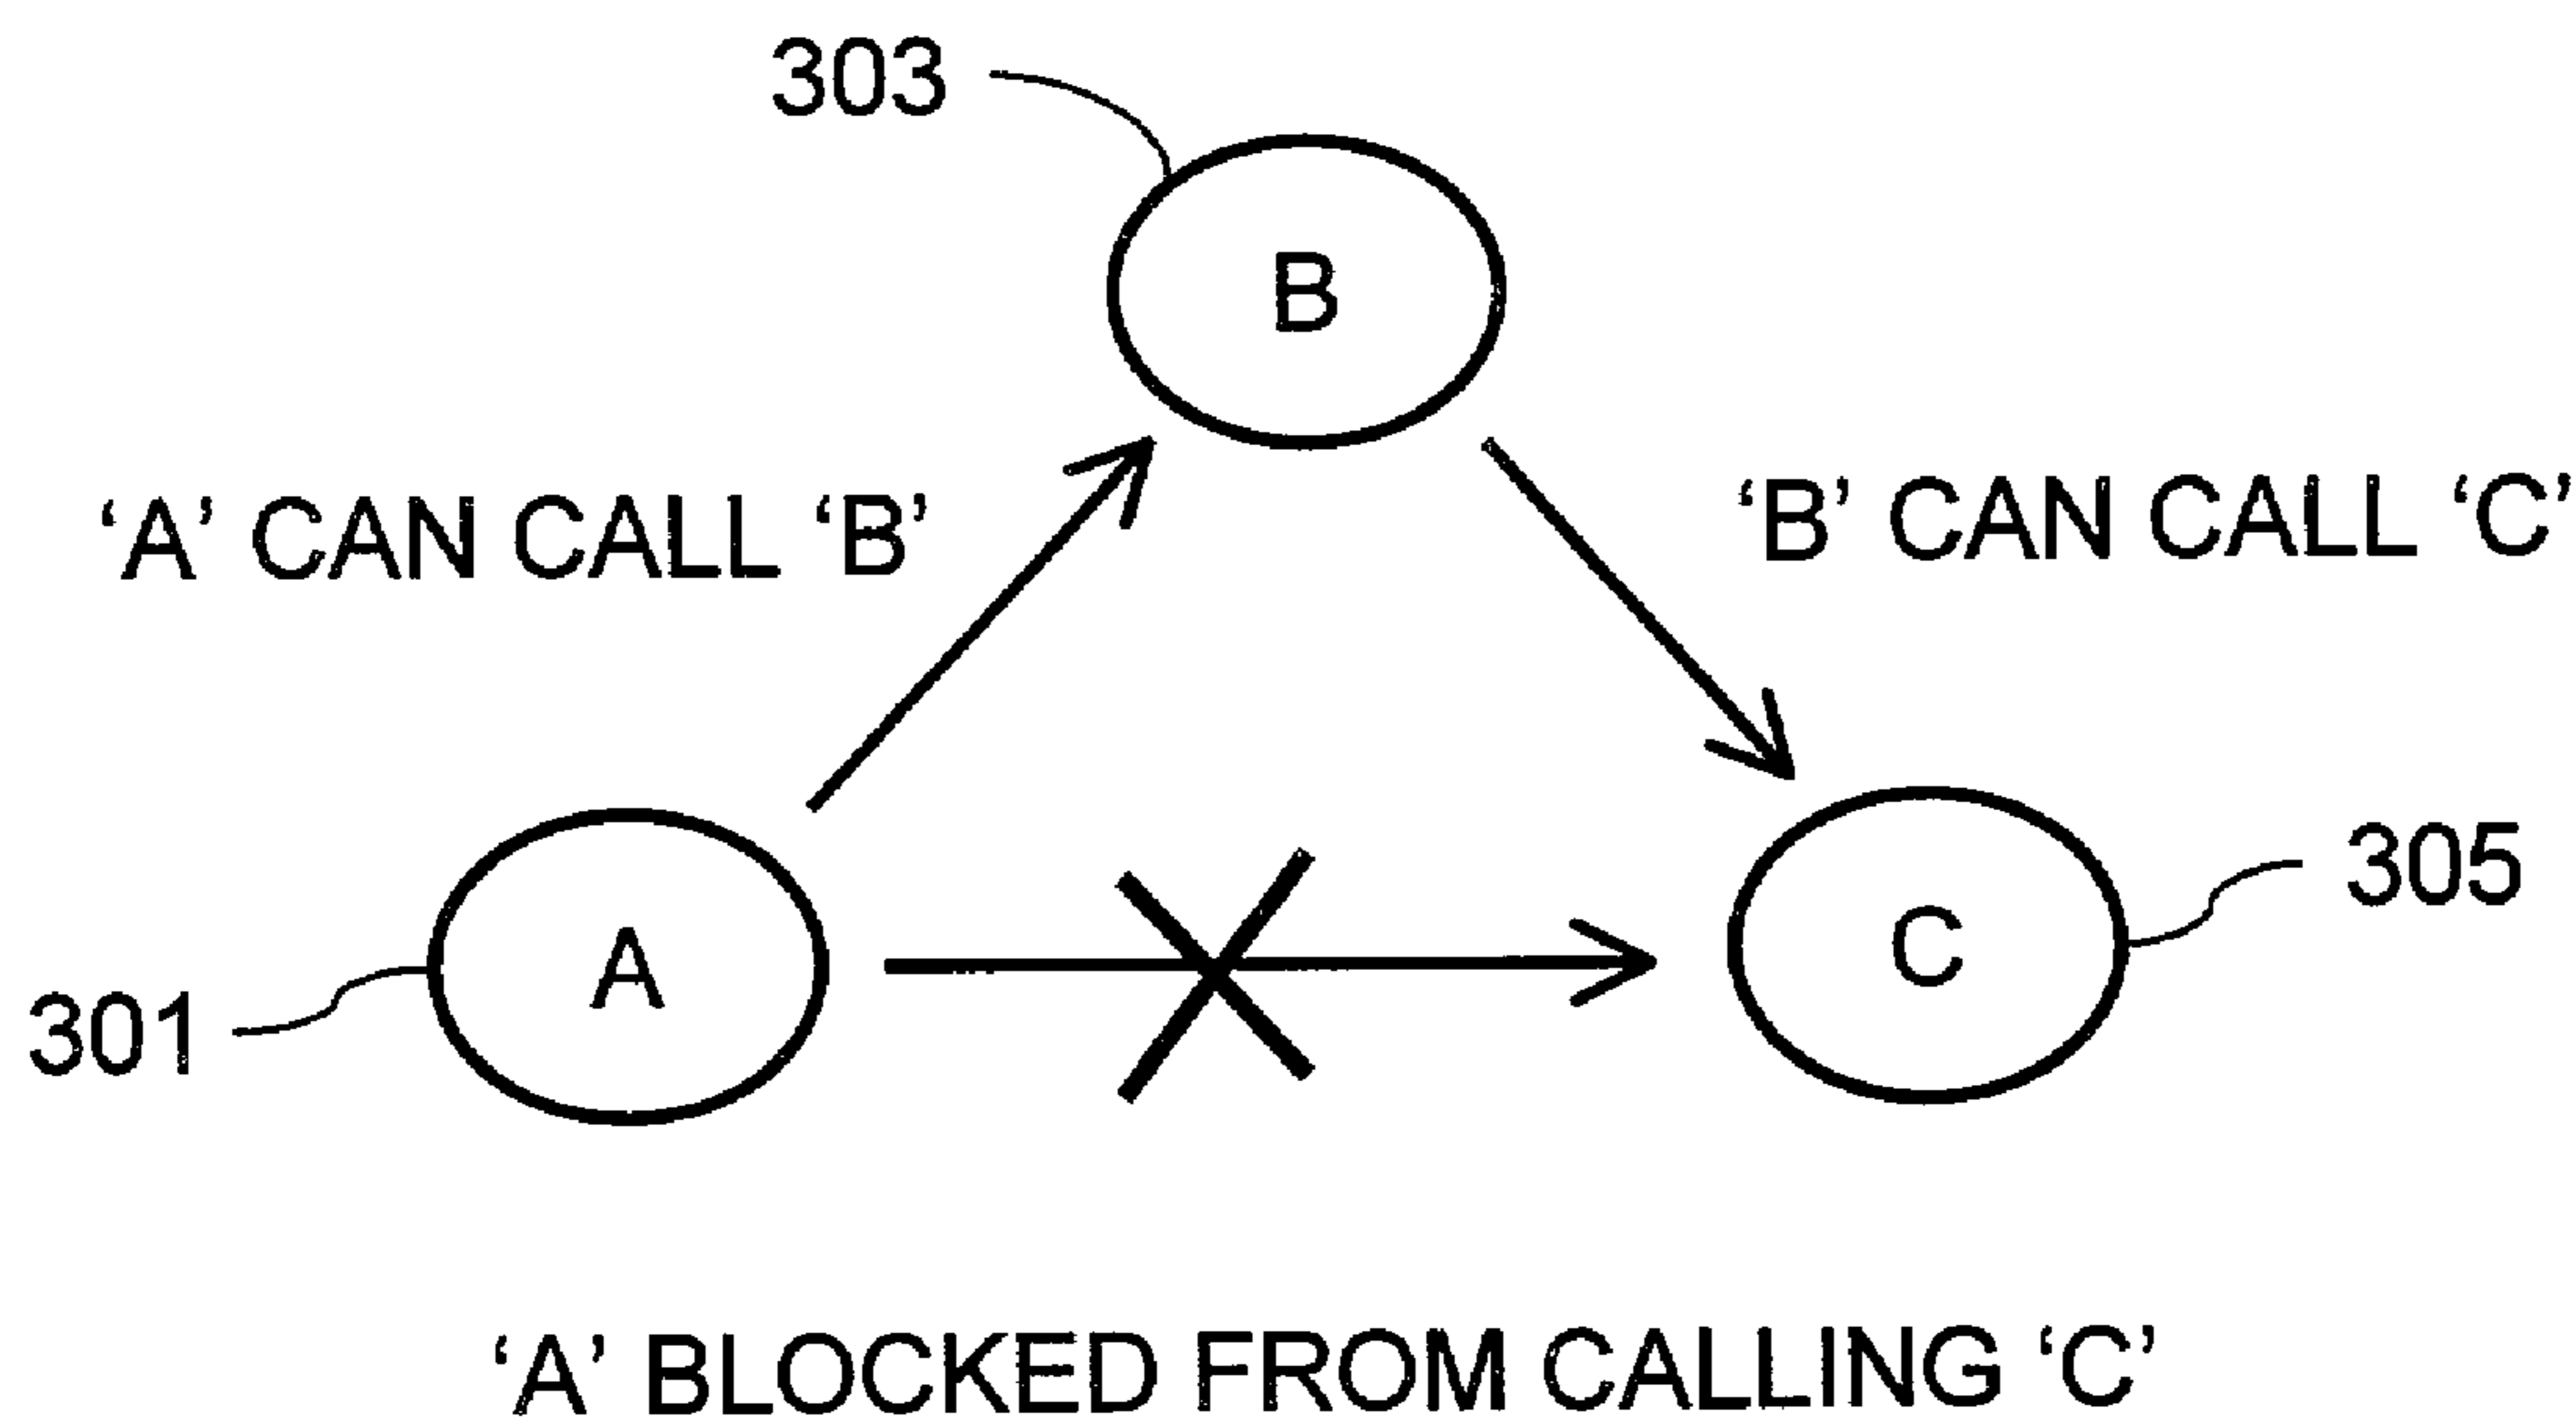 303
B
‘A’ CAN CALL ‘B’
‘B’ CAN CALL ‘C’
305
A
C
301
‘A’ BLOCKED FROM CALLING ‘C’